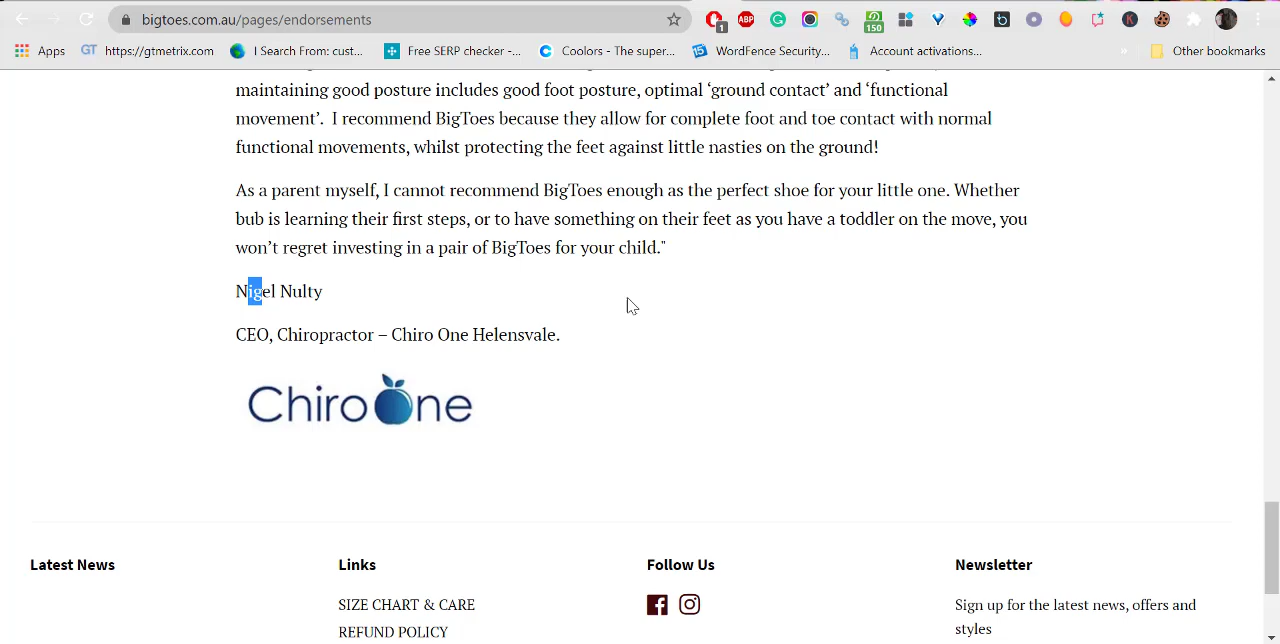 bigtoes.com.au/pages/endorsements
1
ABP
150
Apps
GT https://gtmetrix.com
I Search From: cust...
Free SERP checker -...
Coolors - The super...
WordFence Security,...
Account activations...
»
Other bookmarks
maintaining good posture includes good foot posture, optimal ‘ground contact’ and ‘functional
movement’.  I recommend BigToes because they allow for complete foot and toe contact with normal
functional movements, whilst protecting the feet against little nasties on the ground!
As a parent myself, I cannot recommend BigToes enough as the perfect shoe for your little one. Whether
bub is learning their first steps, or to have something on their feet as you have a toddler on the move, you
won’t regret investing in a pair of BigToes for your child."
Nigel Nulty
CEO, Chiropractor – Chiro One Helensvale.
Chiro One
Latest News
Links
Follow Us
Newsletter
SIZE CHART & CARE
Sign up for the latest news, offers and
REFUND POLICY
styles